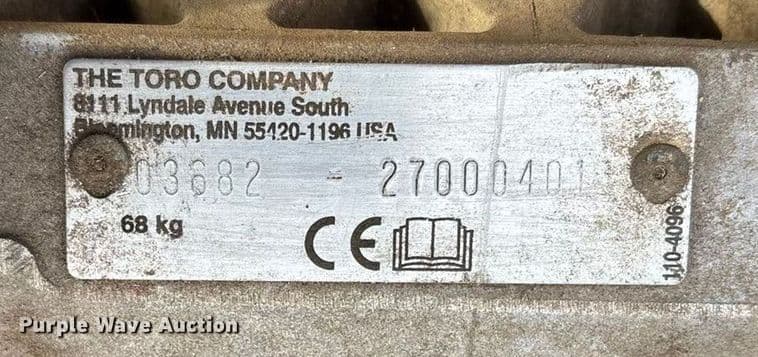 THE TORO COMPANY
8111 Lyndale Avenue South
Bloomington, MN 55420-1196 USA
03682 - 27000401
68 kg
CE
110-4096
Purple Wave Auction